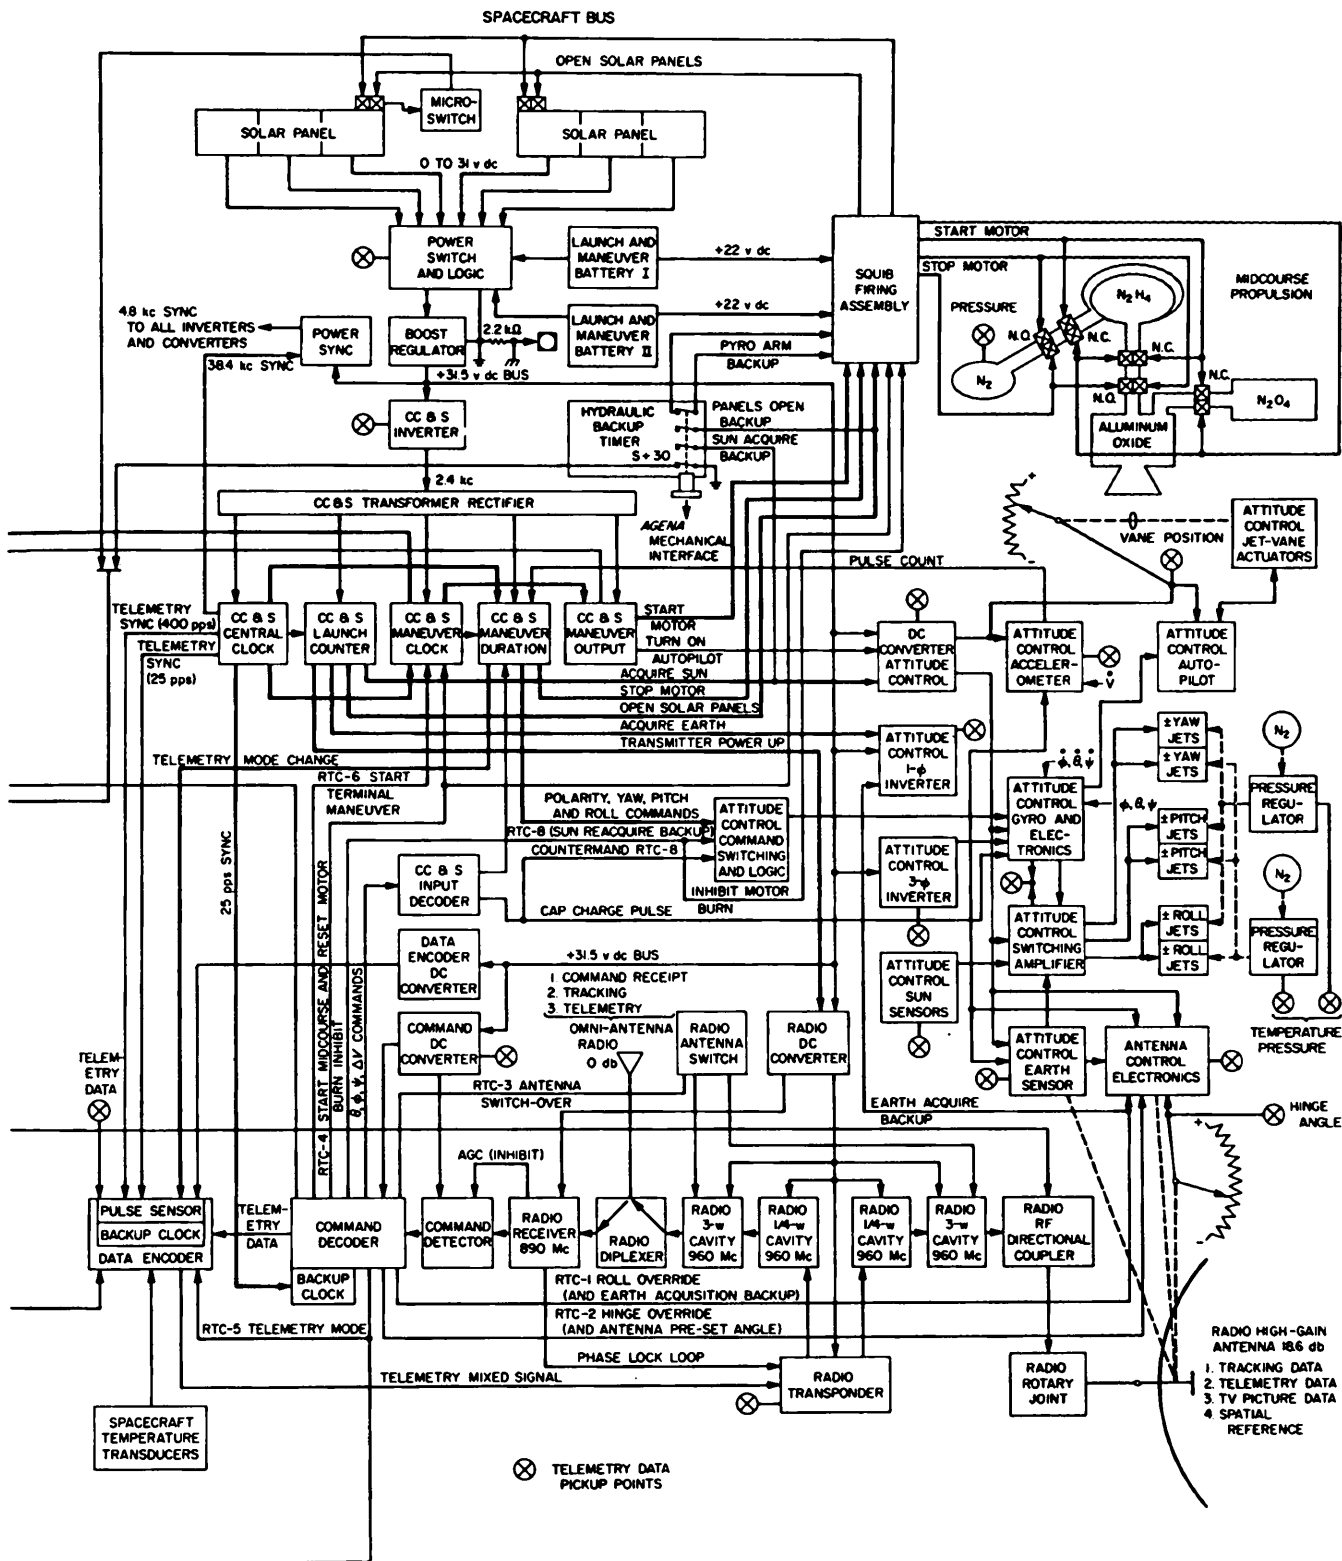 SPACECRAFT BUS
OPEN SOLAR PANELS
MICRO-
SWITCH
SOLAR PANEL
SOLAR PANEL
0 TO 31 v dc
POWER
SWITCH
AND LOGIC
LAUNCH AND
MANEUVER
BATTERY I
+22 v dc
SQUIB
FIRING
ASSEMBLY
START MOTOR
STOP MOTOR
MIDCOURSE
PROPULSION
PRESSURE
N2H4
N.O.
N.C.
N.C.
N.C.
N.O.
N2
N2O4
ALUMINUM
OXIDE
4.8 kc SYNC
TO ALL INVERTERS
AND CONVERTERS
POWER
SYNC
38.4 kc SYNC
BOOST
REGULATOR
2.2 kΩ
LAUNCH AND
MANEUVER
BATTERY II
+22 v dc
PYRO ARM
BACKUP
+31.5 v dc BUS
CC & S
INVERTER
HYDRAULIC
BACKUP
TIMER
S + 30
PANELS OPEN
BACKUP
SUN ACQUIRE
BACKUP
2.4 kc
CC & S TRANSFORMER RECTIFIER
AGENA
MECHANICAL
INTERFACE
+
-
VANE POSITION
ATTITUDE
CONTROL
JET-VANE
ACTUATORS
PULSE COUNT
TELEMETRY
SYNC (400 pps)
TELEMETRY
SYNC
(25 pps)
CC & S
CENTRAL
CLOCK
CC & S
LAUNCH
COUNTER
CC & S
MANEUVER
CLOCK
CC & S
MANEUVER
DURATION
CC & S
MANEUVER
OUTPUT
START
MOTOR
TURN ON
AUTOPILOT
ACQUIRE SUN
STOP MOTOR
OPEN SOLAR PANELS
ACQUIRE EARTH
TRANSMITTER POWER UP
DC
CONVERTER
ATTITUDE
CONTROL
ATTITUDE
CONTROL
ACCELER-
OMETER
V̇
ATTITUDE
CONTROL
AUTO-
PILOT
TELEMETRY MODE CHANGE
RTC-6 START
TERMINAL
MANEUVER
ATTITUDE
CONTROL
1-ϕ
INVERTER
± YAW
JETS
± YAW
JETS
N2
PRESSURE
REGU-
LATOR
POLARITY, YAW, PITCH
AND ROLL COMMANDS
RTC-8 (SUN REACQUIRE BACKUP)
COUNTERMAND RTC-8
ATTITUDE
CONTROL
COMMAND
SWITCHING
AND LOGIC
ϕ̇, θ̇, ψ̇
ϕ, θ, ψ
ATTITUDE
CONTROL
GYRO AND
ELEC-
TRONICS
± PITCH
JETS
± PITCH
JETS
25 pps SYNC
CC & S
INPUT
DECODER
CAP CHARGE PULSE
INHIBIT MOTOR
BURN
ATTITUDE
CONTROL
3-ϕ
INVERTER
N2
ATTITUDE
CONTROL
SWITCHING
AMPLIFIER
± ROLL
JETS
± ROLL
JETS
PRESSURE
REGU-
LATOR
RTC-4 START MIDCOURSE AND RESET MOTOR
BURN INHIBIT
θ, ϕ, ψ, ΔV COMMANDS
DATA
ENCODER
DC
CONVERTER
+31.5 v dc BUS
1. COMMAND RECEIPT
2. TRACKING
3. TELEMETRY
ATTITUDE
CONTROL
SUN
SENSORS
TEMPERATURE
PRESSURE
COMMAND
DC
CONVERTER
OMNI-ANTENNA
RADIO
0 db
RADIO
ANTENNA
SWITCH
RADIO
DC
CONVERTER
ATTITUDE
CONTROL
EARTH
SENSOR
ANTENNA
CONTROL
ELECTRONICS
TELEM-
ETRY
DATA
RTC-3 ANTENNA
SWITCH-OVER
EARTH ACQUIRE
BACKUP
HINGE
ANGLE
+
-
AGC (INHIBIT)
PULSE SENSOR
BACKUP CLOCK
DATA ENCODER
TELEM-
ETRY
DATA
COMMAND
DECODER
BACKUP
CLOCK
COMMAND
DETECTOR
RADIO
RECEIVER
890 Mc
RADIO
DIPLEXER
RADIO
3-w
CAVITY
960 Mc
RADIO
1/4-w
CAVITY
960 Mc
RADIO
1/4-w
CAVITY
960 Mc
RADIO
3-w
CAVITY
960 Mc
RADIO
RF
DIRECTIONAL
COUPLER
RTC-1 ROLL OVERRIDE
(AND EARTH ACQUISITION BACKUP)
RTC-2 HINGE OVERRIDE
(AND ANTENNA PRE-SET ANGLE)
RTC-5 TELEMETRY MODE
PHASE LOCK LOOP
TELEMETRY MIXED SIGNAL
RADIO
TRANSPONDER
RADIO
ROTARY
JOINT
RADIO HIGH-GAIN
ANTENNA 18.6 db
1. TRACKING DATA
2. TELEMETRY DATA
3. TV PICTURE DATA
4. SPATIAL
REFERENCE
SPACECRAFT
TEMPERATURE
TRANSDUCERS
TELEMETRY DATA
PICKUP POINTS